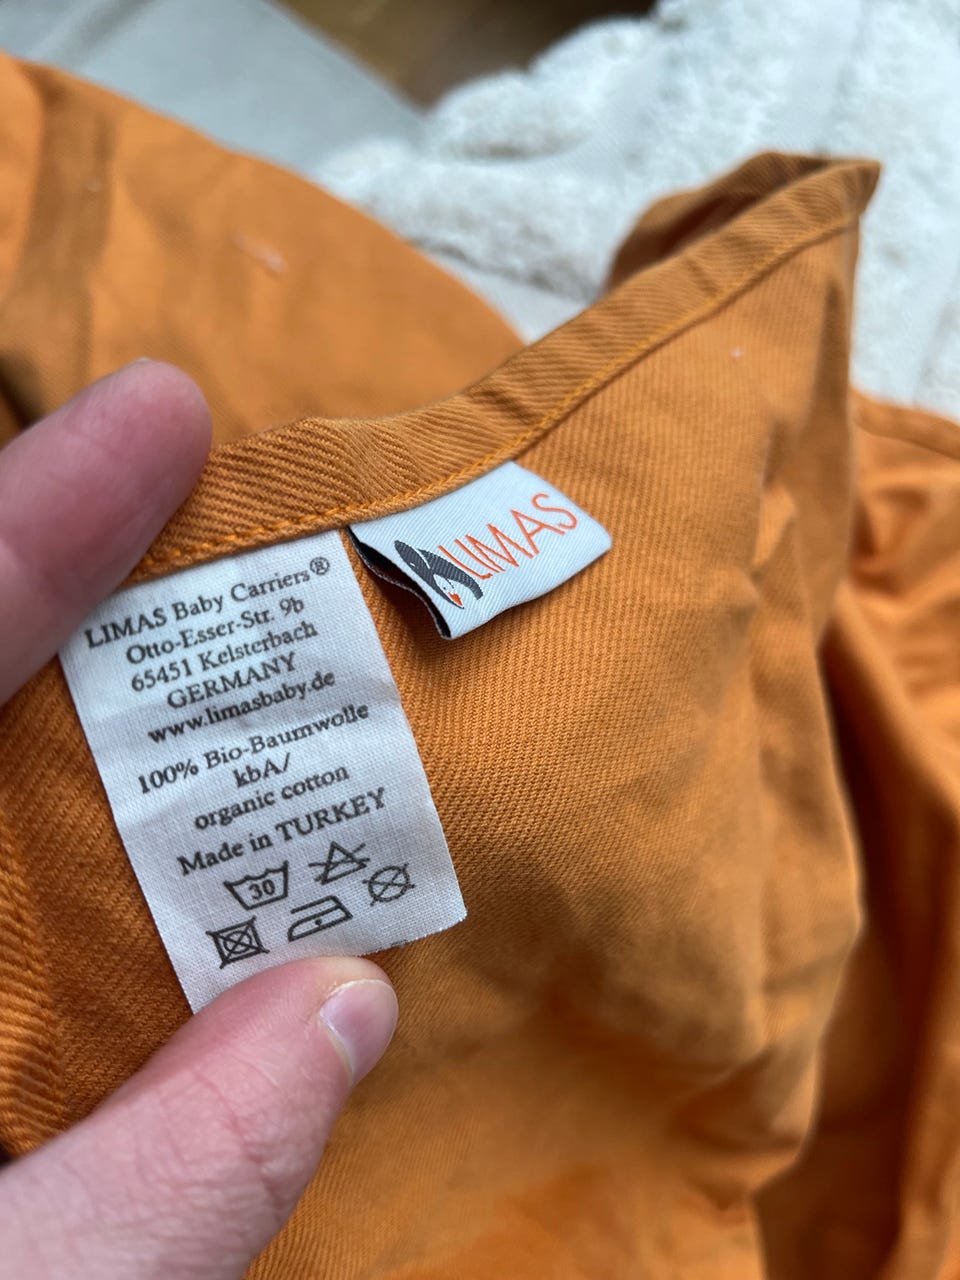 LIMAS Baby Carriers®
Otto-Esser-Str. 9b
65451 Kelsterbach
GERMANY
www.limasbaby.de
100% Bio-Baumwolle
kbA/
organic cotton
Made in TURKEY
30
LIMAS